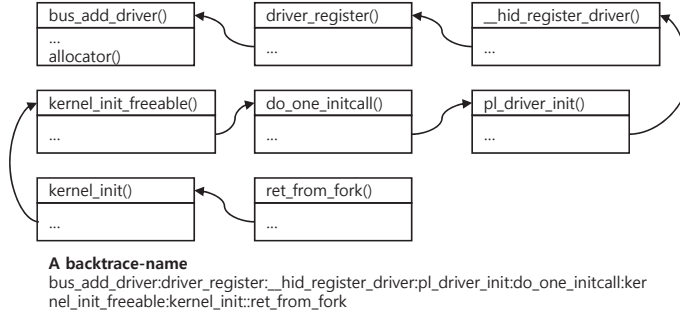 bus_add_driver() driver_register() __hid_register_driver()
... ... ...
allocator()
kernel_init_freeable() do_one_initcall() pl_driver_init()
... ... ...
kernel_init() ret_from_fork()
... ...
A backtrace-name
bus_add_driver:driver_register:__hid_register_driver:pl_driver_init:do_one_initcall:ker
nel_init_freeable:kernel_init::ret_from_fork